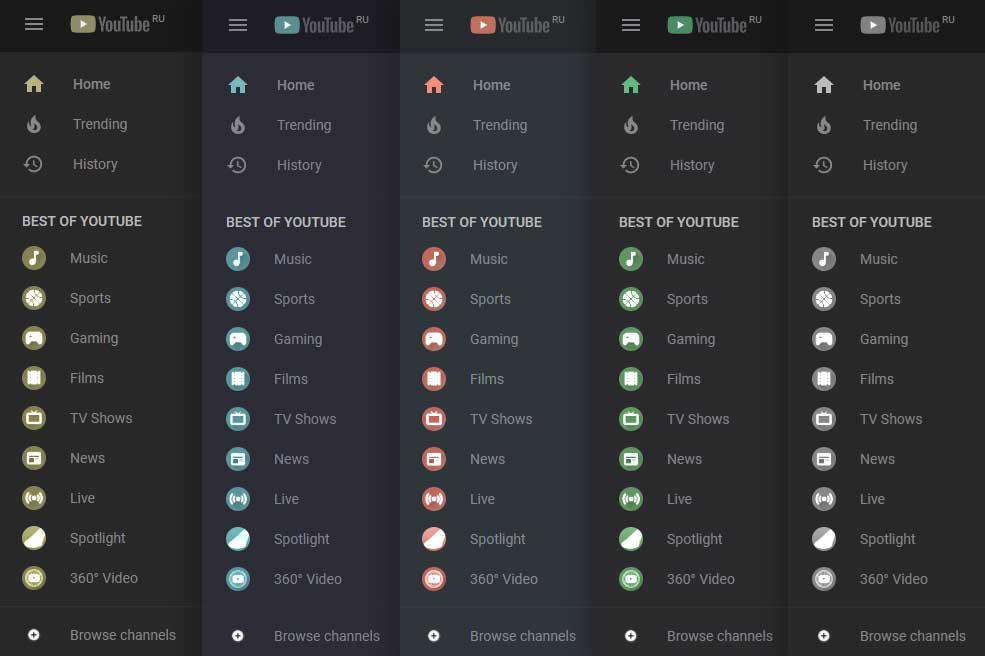 YouTube RU
Home
Trending
History
BEST OF YOUTUBE
Music
Sports
Gaming
Films
TV Shows
News
Live
Spotlight
360° Video
Browse channels
YouTube RU
Home
Trending
History
BEST OF YOUTUBE
Music
Sports
Gaming
Films
TV Shows
News
Live
Spotlight
360° Video
Browse channels
YouTube RU
Home
Trending
History
BEST OF YOUTUBE
Music
Sports
Gaming
Films
TV Shows
News
Live
Spotlight
360° Video
Browse channels
YouTube RU
Home
Trending
History
BEST OF YOUTUBE
Music
Sports
Gaming
Films
TV Shows
News
Live
Spotlight
360° Video
Browse channels
YouTube RU
Home
Trending
History
BEST OF YOUTUBE
Music
Sports
Gaming
Films
TV Shows
News
Live
Spotlight
360° Video
Browse channels